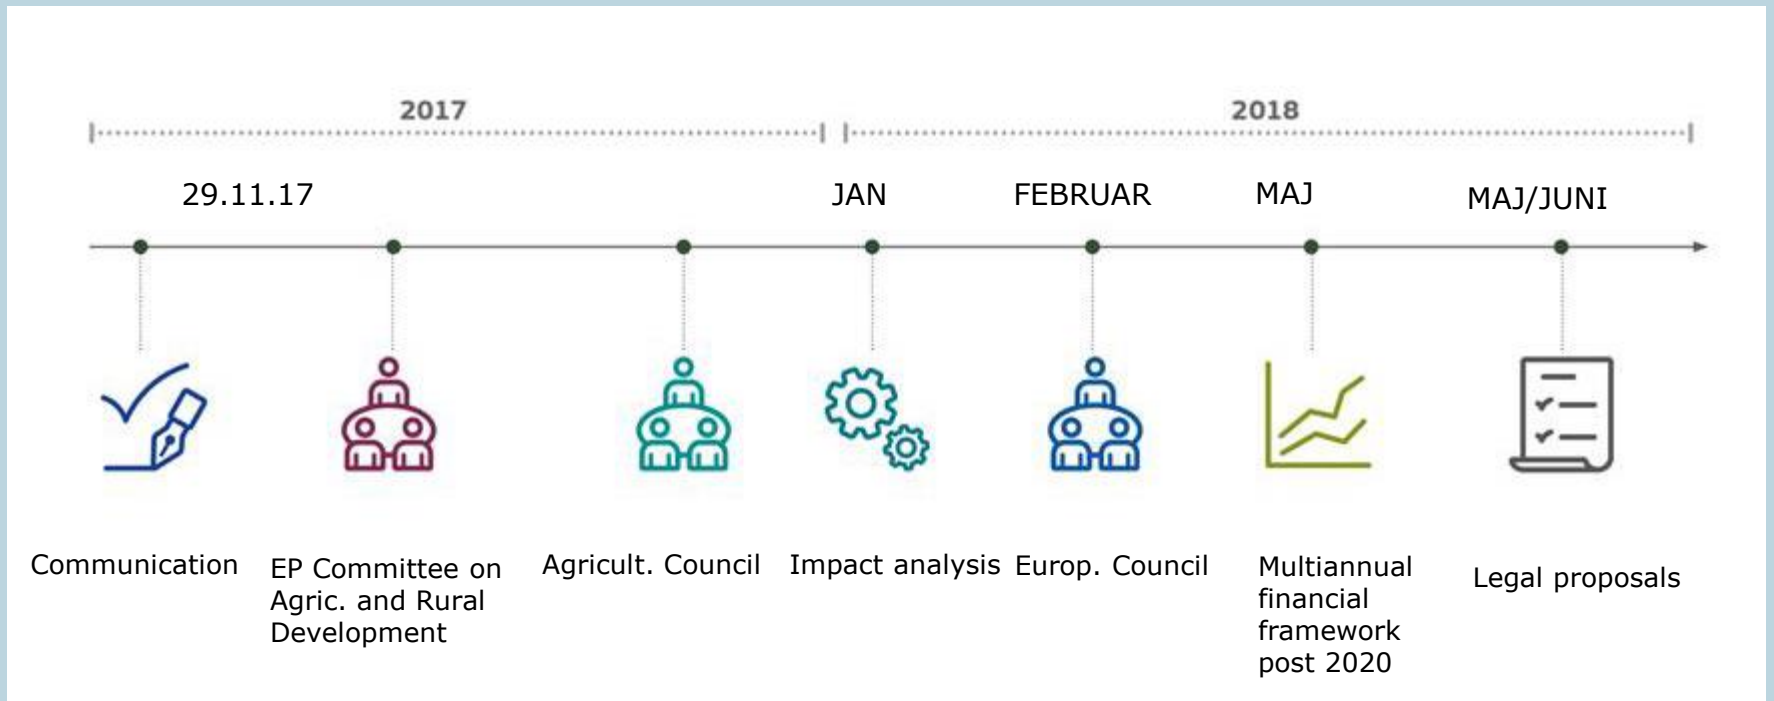 2017
2018
29.11.17
JAN
FEBRUAR
MAJ
MAJ/JUNI
Communication
EP Committee on
Agric. and Rural
Development
Agricult. Council
Impact analysis
Europ. Council
Multiannual
financial
framework
post 2020
Legal proposals